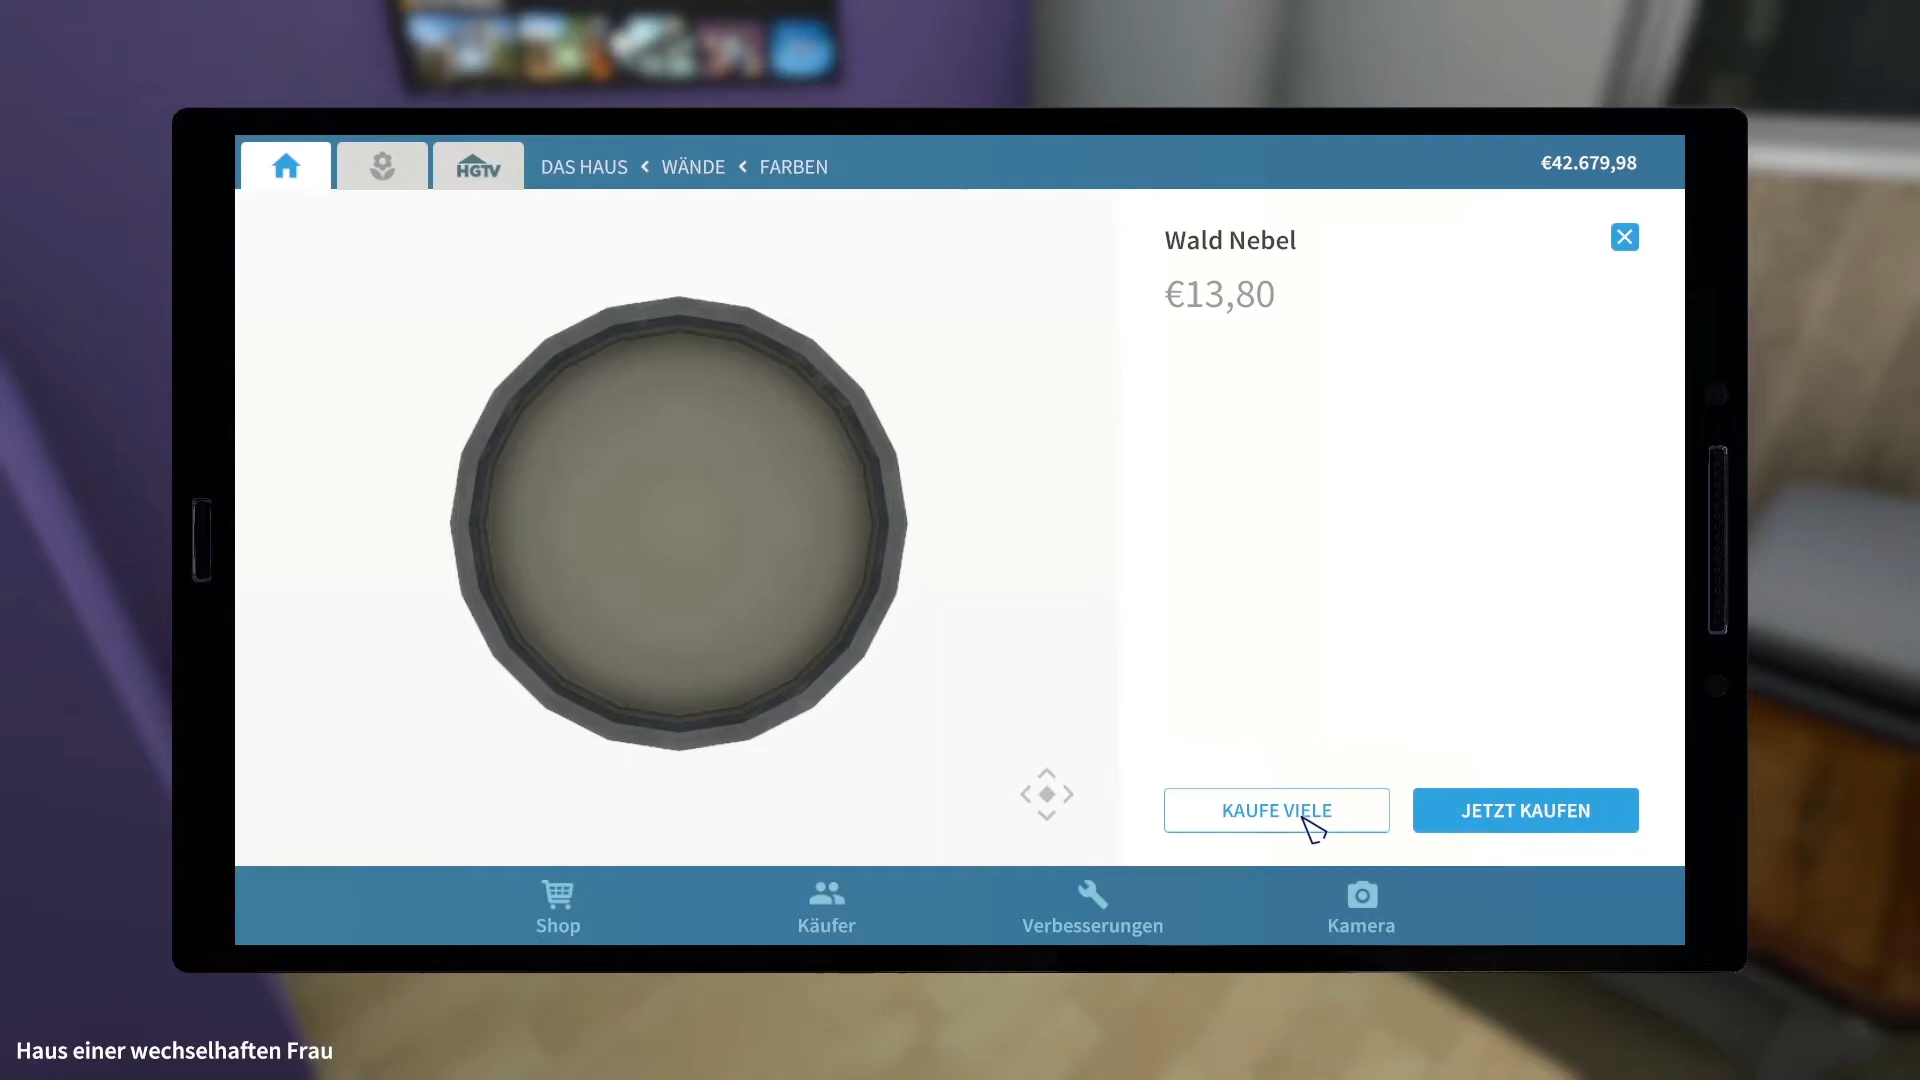 HGTV
DAS HAUS < WÄNDE < FARBEN
€42.679,98
Wald Nebel
€13,80
KAUFE VIELE
JETZT KAUFEN
Shop
Käufer
Verbesserungen
Kamera
Haus einer wechselhaften Frau